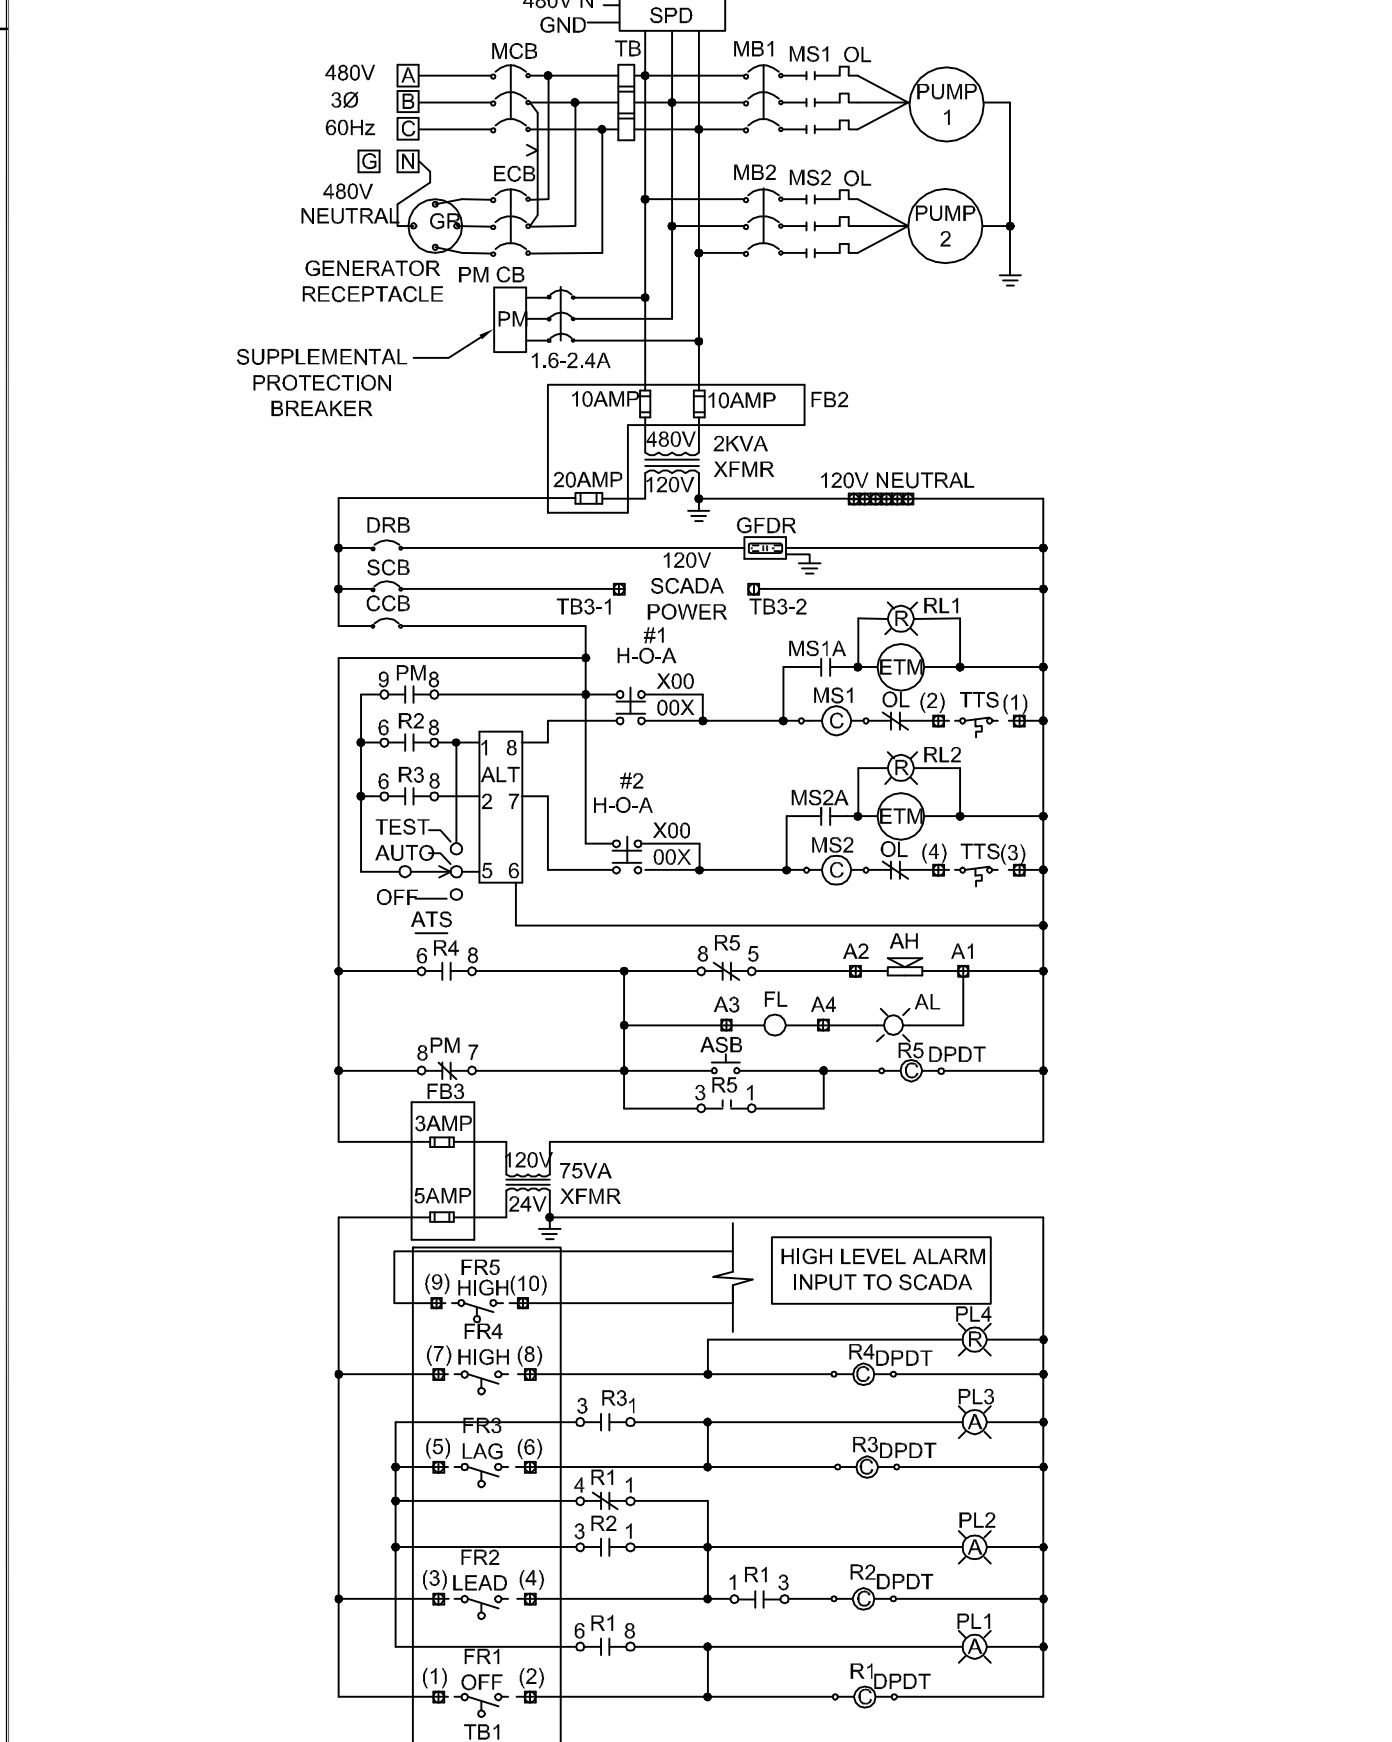 480V N
SPD
GND
MCB
TB
MB1
MS1
OL
480V
A
3Ø
B
60Hz
C
PUMP
1
G
N
ECB
480V
NEUTRAL
GR
MB2
MS2
OL
PUMP
2
GENERATOR
RECEPTACLE
PM CB
PM
1.6-2.4A
SUPPLEMENTAL
PROTECTION
BREAKER
10AMP
10AMP
FB2
480V
2KVA
XFMR
20AMP
120V
120V NEUTRAL
DRB
GFDR
SCB
120V
SCADA
POWER
TB3-1
TB3-2
CCB
RL1
R
#1
H-O-A
MS1A
ETM
9 PM 8
X00
00X
MS1
C
OL
(2)
TTS
(1)
6 R2 8
1 8
ALT
2 7
5 6
RL2
R
6 R3 8
#2
H-O-A
MS2A
ETM
TEST
AUTO
OFF
ATS
X00
00X
MS2
C
OL
(4)
TTS
(3)
6 R4 8
8 R5 5
A2
AH
A1
A3
FL
A4
AL
8 PM 7
ASB
R5 DPDT
C
3 R5 1
FB3
3AMP
120V
75VA
XFMR
5AMP
24V
HIGH LEVEL ALARM
INPUT TO SCADA
FR5
(9) HIGH (10)
PL4
R
FR4
(7) HIGH (8)
R4 DPDT
C
3 R3 1
PL3
A
FR3
(5) LAG (6)
R3 DPDT
C
4 R1 1
3 R2 1
PL2
A
FR2
(3) LEAD (4)
1 R1 3
R2 DPDT
C
6 R1 8
PL1
A
FR1
(1) OFF (2)
R1 DPDT
C
TB1